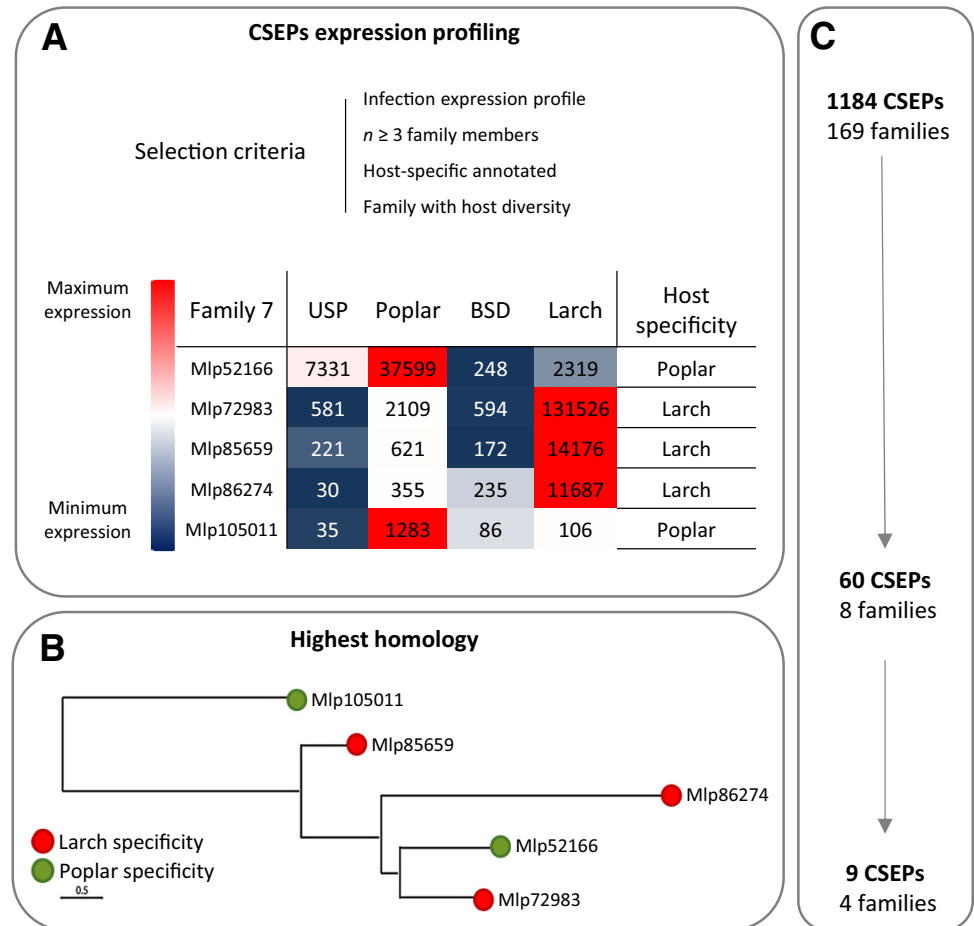 A
CSEPs expression profiling
Selection criteria
Infection expression profile
n ≥ 3 family members
Host-specific annotated
Family with host diversity
Maximum
expression
Minimum
expression
Family 7 USP Poplar BSD Larch Host specificity
Mlp52166 7331 37599 248 2319 Poplar
Mlp72983 581 2109 594 131526 Larch
Mlp85659 221 621 172 14176 Larch
Mlp86274 30 355 235 11687 Larch
Mlp105011 35 1283 86 106 Poplar
B
Highest homology
Mlp105011
Mlp85659
Mlp86274
Mlp52166
Mlp72983
Larch specificity
Poplar specificity
0.5
C
1184 CSEPs
169 families
60 CSEPs
8 families
9 CSEPs
4 families